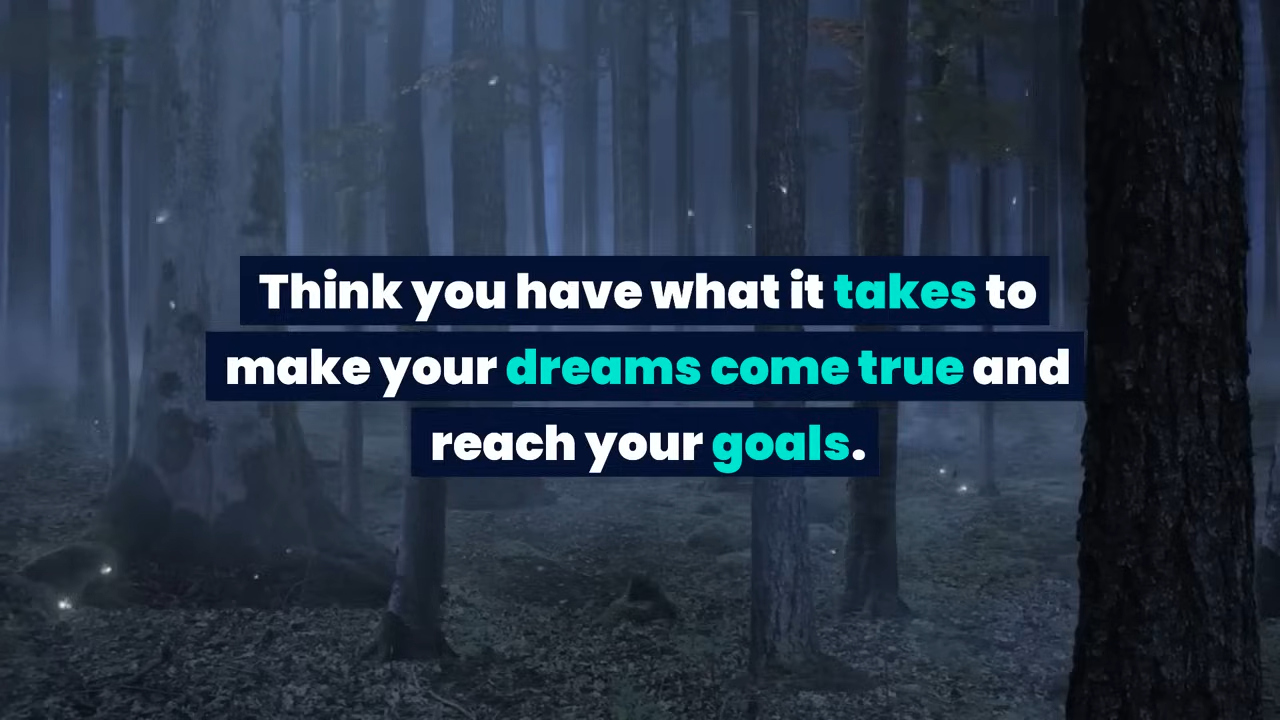 Think you have what it takes to
make your dreams come true and
reach your goals.